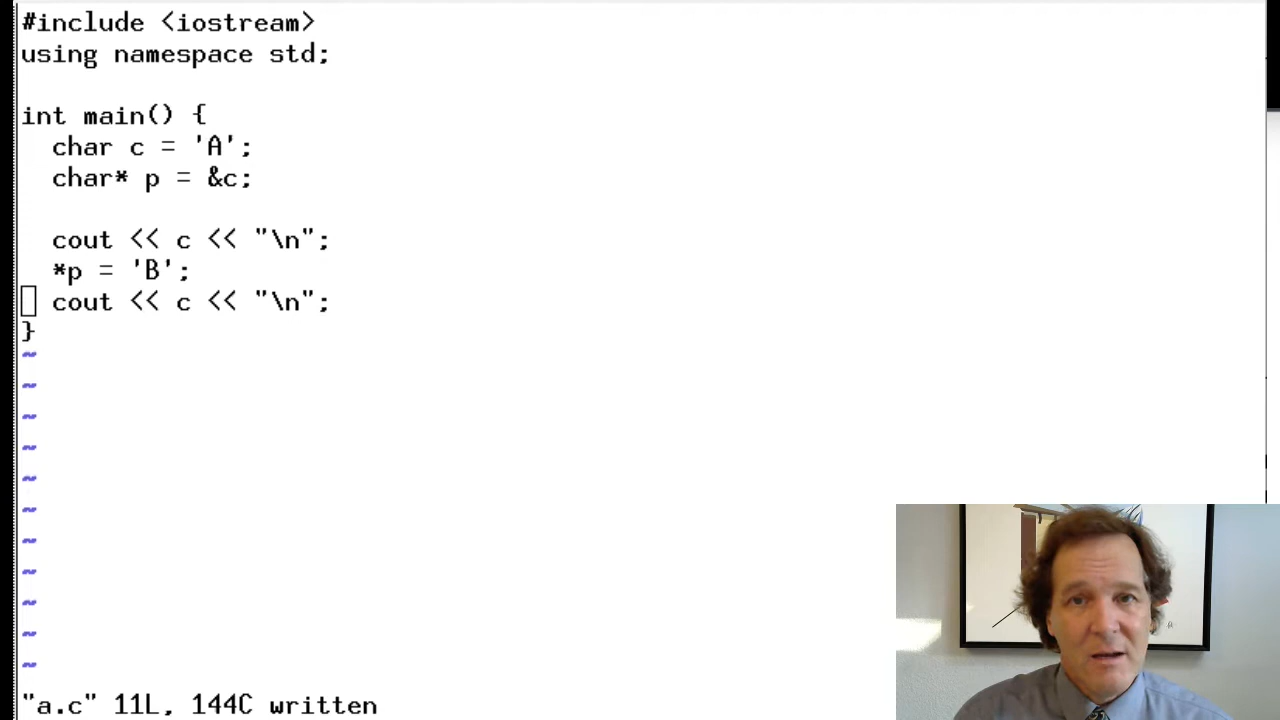 #include <iostream>
using namespace std;
int main() {
char c = 'A';
char* p = &c;
cout << c << "\n";
*p = 'B';
cout << c << "\n";
}
~
~
~
~
~
~
~
~
~
~
~
"a.c" 11L, 144C written